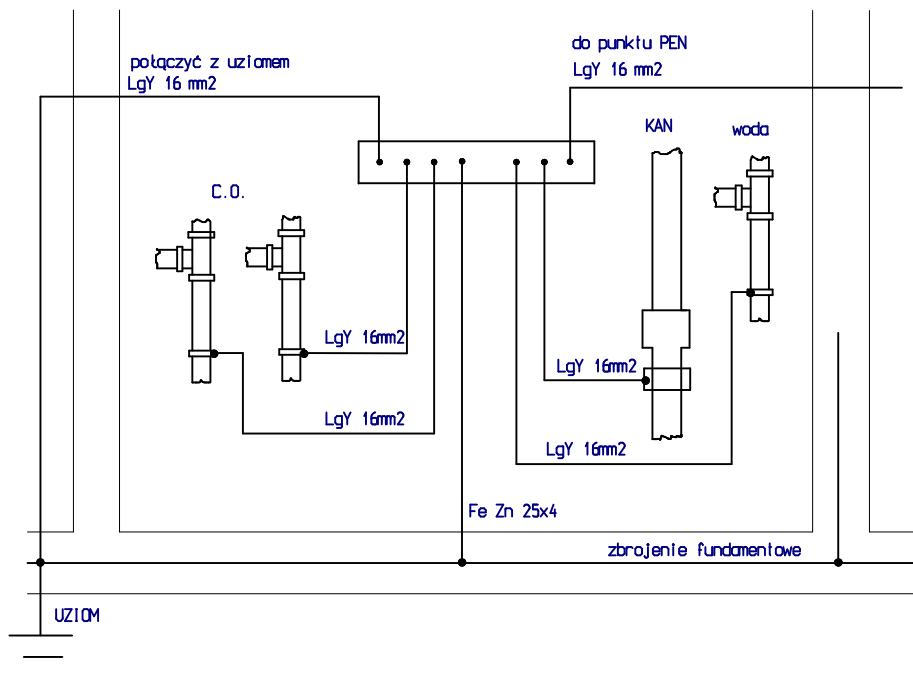 do punktu PEN
połączyć z uziomem
LgY 16 mm2
LgY 16 mm2
KAN
woda
C.O.
LgY 16mm2
LgY 16mm2
LgY 16mm2
LgY 16mm2
Fe Zn 25x4
zbrojenie fundamentowe
UZIOM